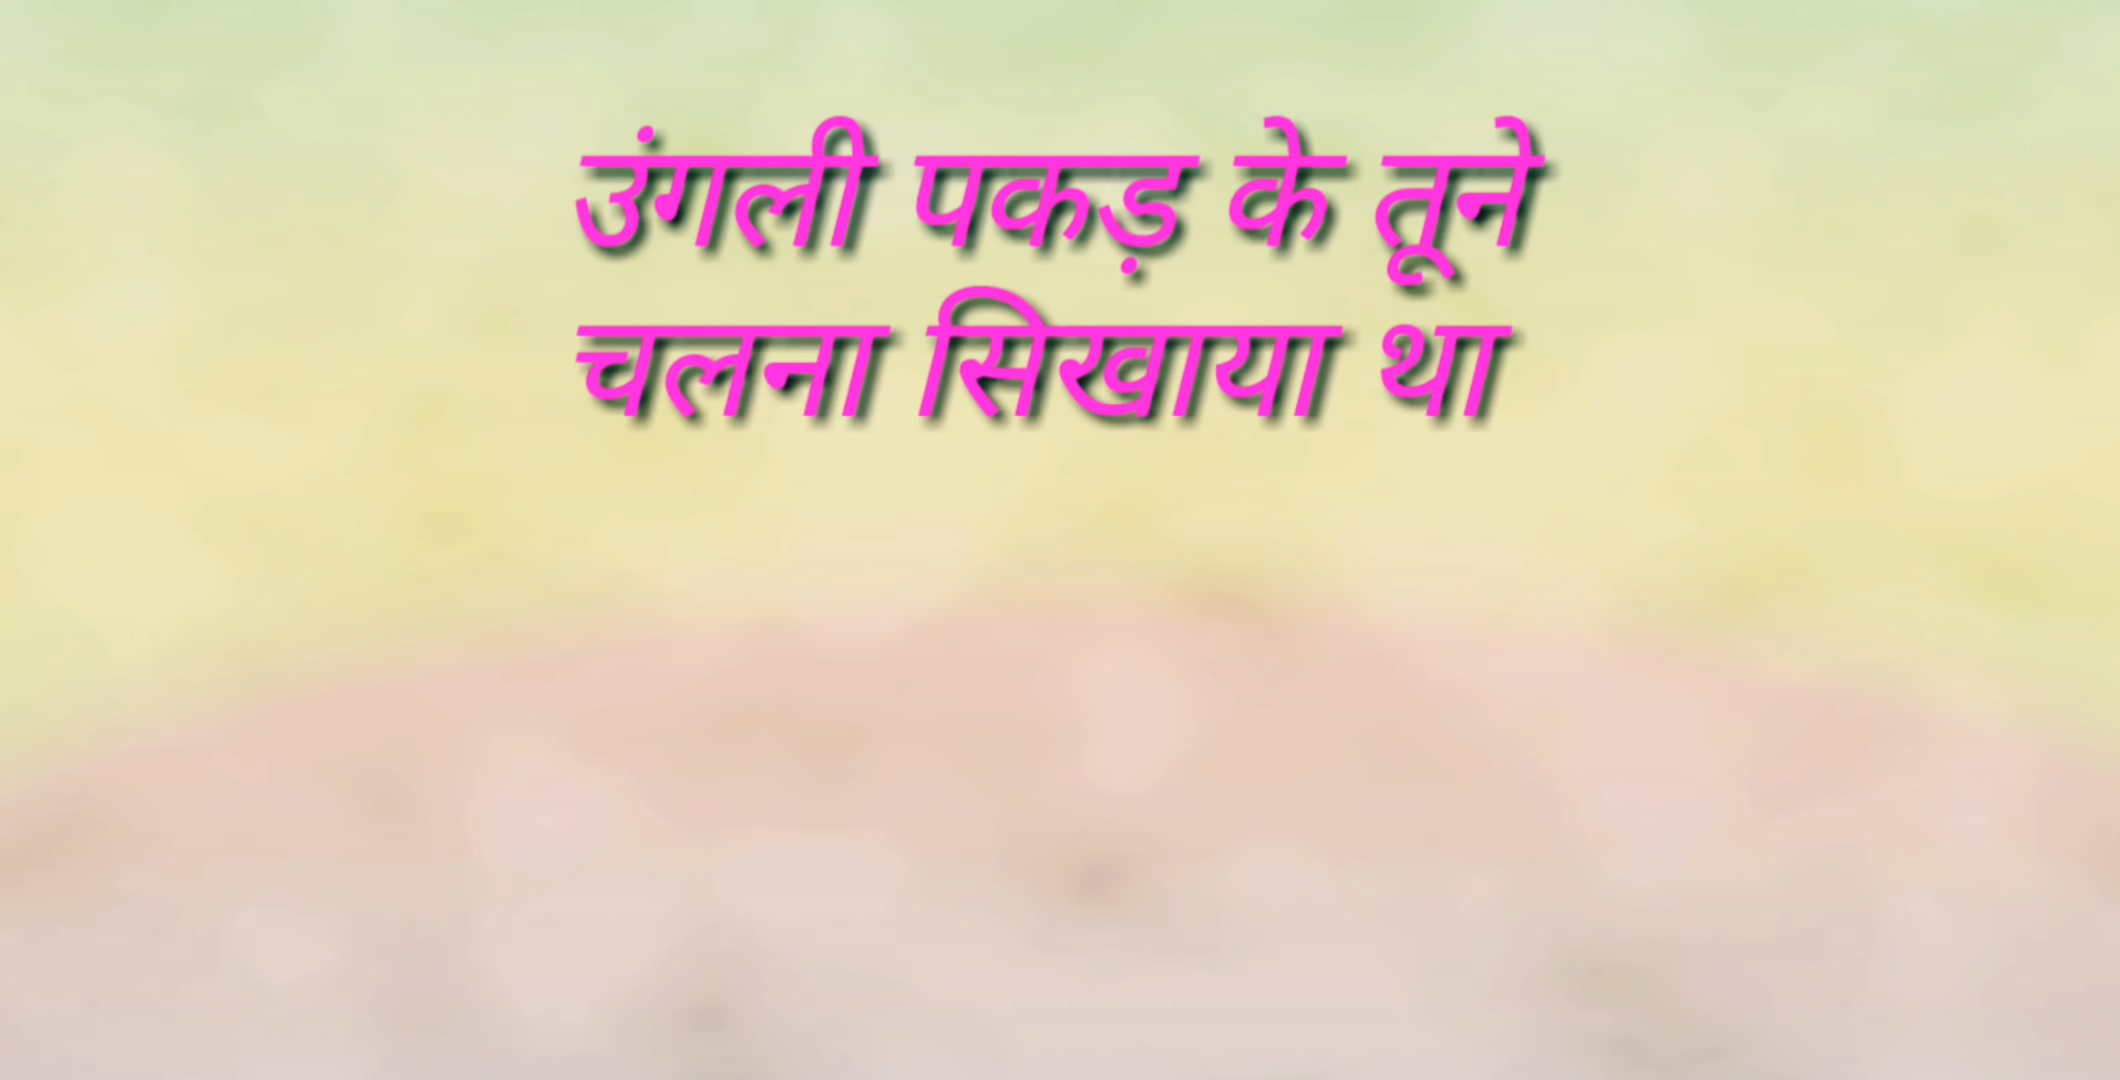 उंगली पकड़ के तूने
चलना सिखाया था